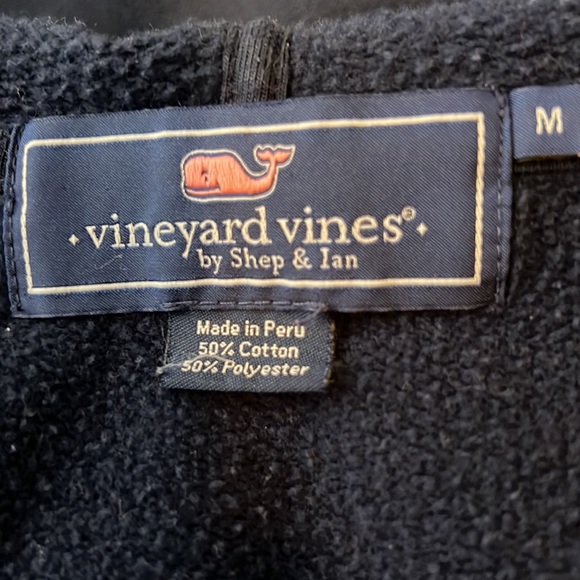 vineyard vines®
by Shep & Ian
M
Made in Peru
50% Cotton
50% Polyester